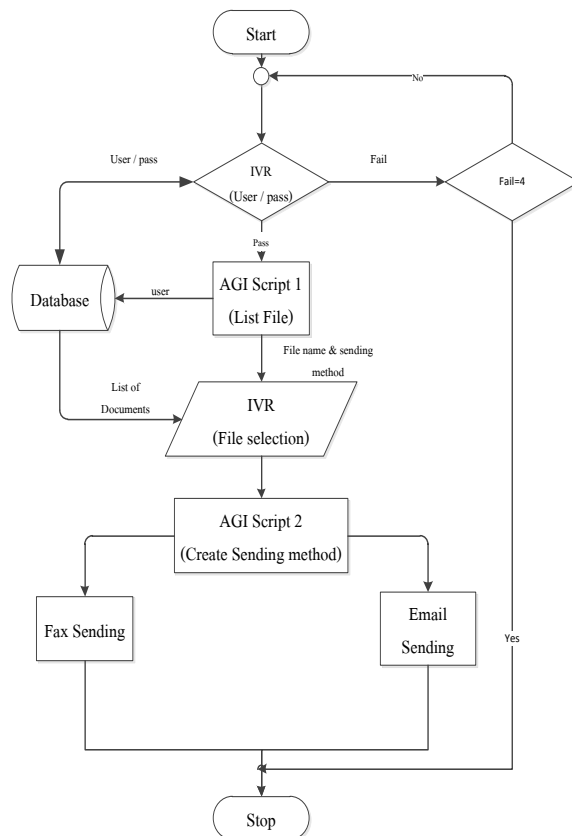 Start
No
User / pass
IVR
(User / pass)
Fail
Fail=4
Pass
Database
user
AGI Script 1
(List File)
File name & sending
method
List of
Documents
IVR
(File selection)
AGI Script 2
(Create Sending method)
Fax Sending
Email
Sending
Yes
Stop